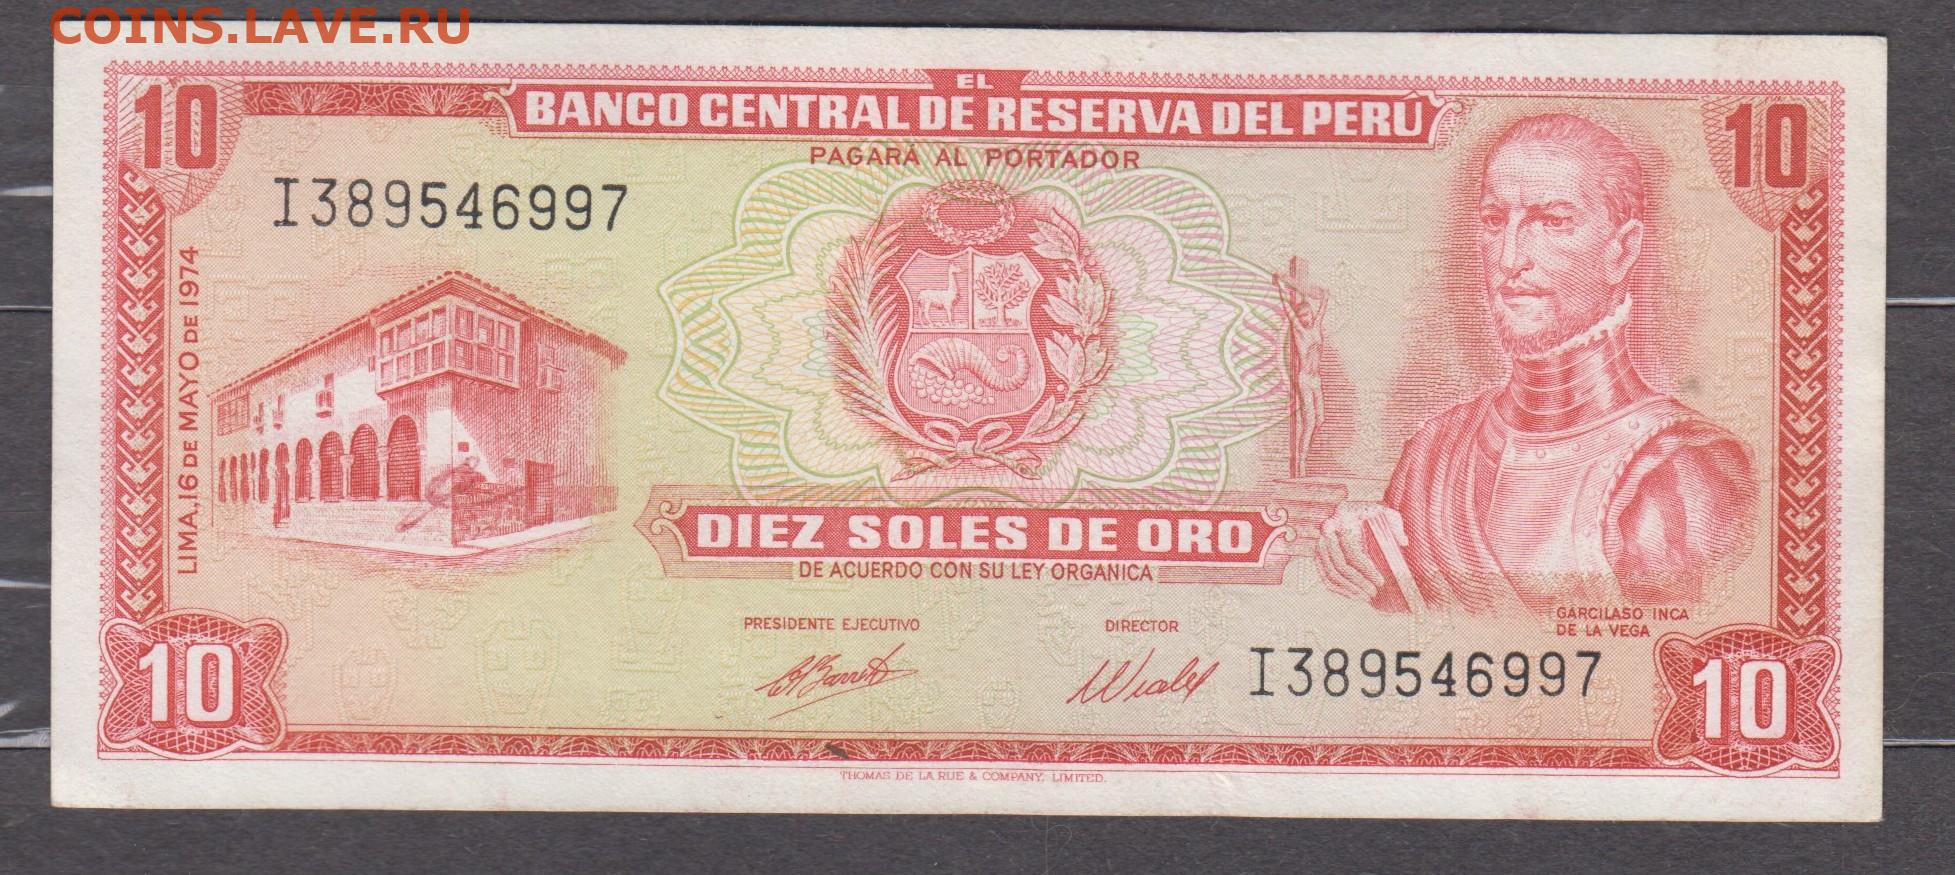 COINS.LAVE.RU
10
EL
BANCO CENTRAL DE RESERVA DEL PERÚ
10
PAGARÁ AL PORTADOR
I389546997
LIMA, 16 DE MAYO DE 1974
DIEZ SOLES DE ORO
DE ACUERDO CON SU LEY ORGANICA
GARCILASO INCA
DE LA VEGA
PRESIDENTE EJECUTIVO
DIRECTOR
I389546997
10
10
THOMAS DE LA RUE & COMPANY, LIMITED.